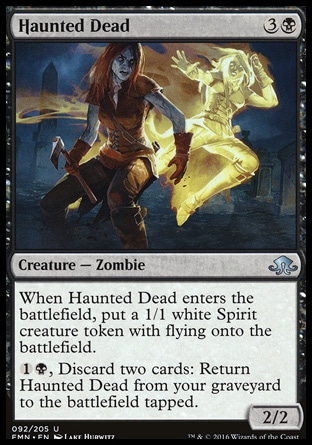 Haunted Dead 3
Creature — Zombie
When Haunted Dead enters the
battlefield, put a 1/1 white Spirit
creature token with flying onto the
battlefield.
1, Discard two cards: Return
Haunted Dead from your graveyard
to the battlefield tapped.
2/2
092/205 U
EMN • EN Lake Hurwitz
™ & © 2016 Wizards of the Coast